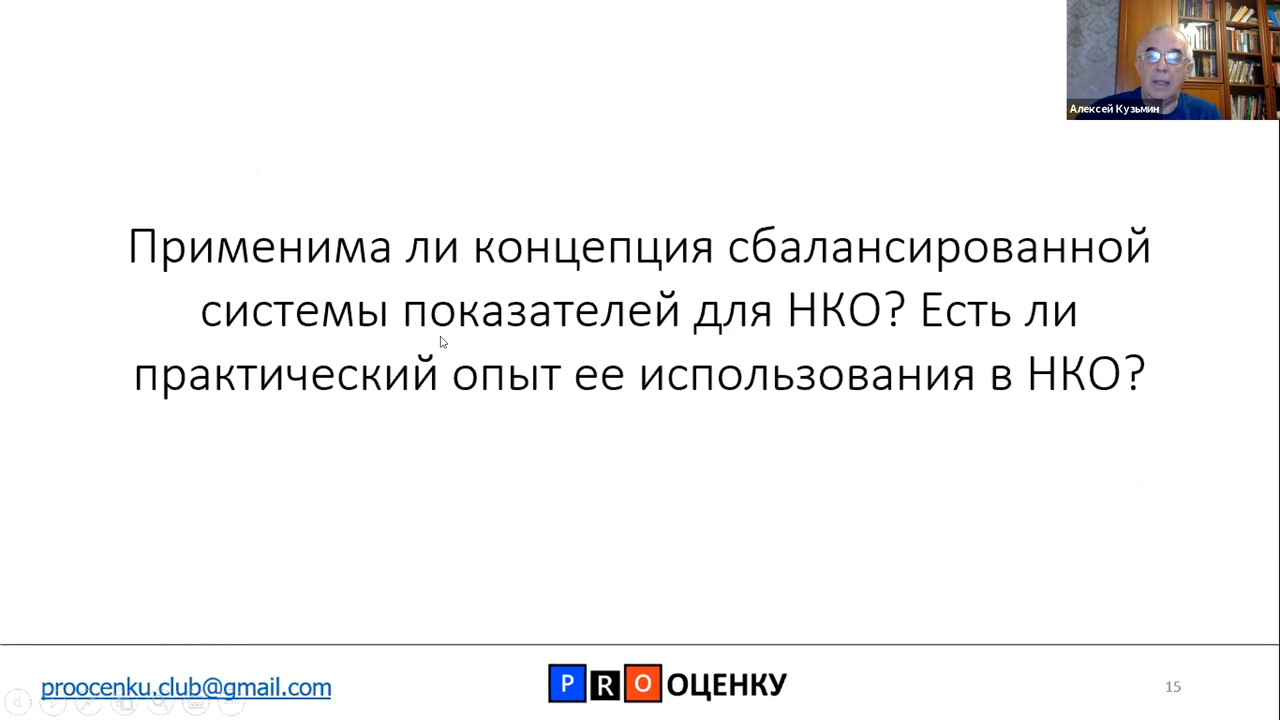 Алексей Кузьмин
Применима ли концепция сбалансированной
системы показателей для НКО? Есть ли
практический опыт ее использования в НКО?
proocenku.club@gmail.com
PRO ОЦЕНКУ
15